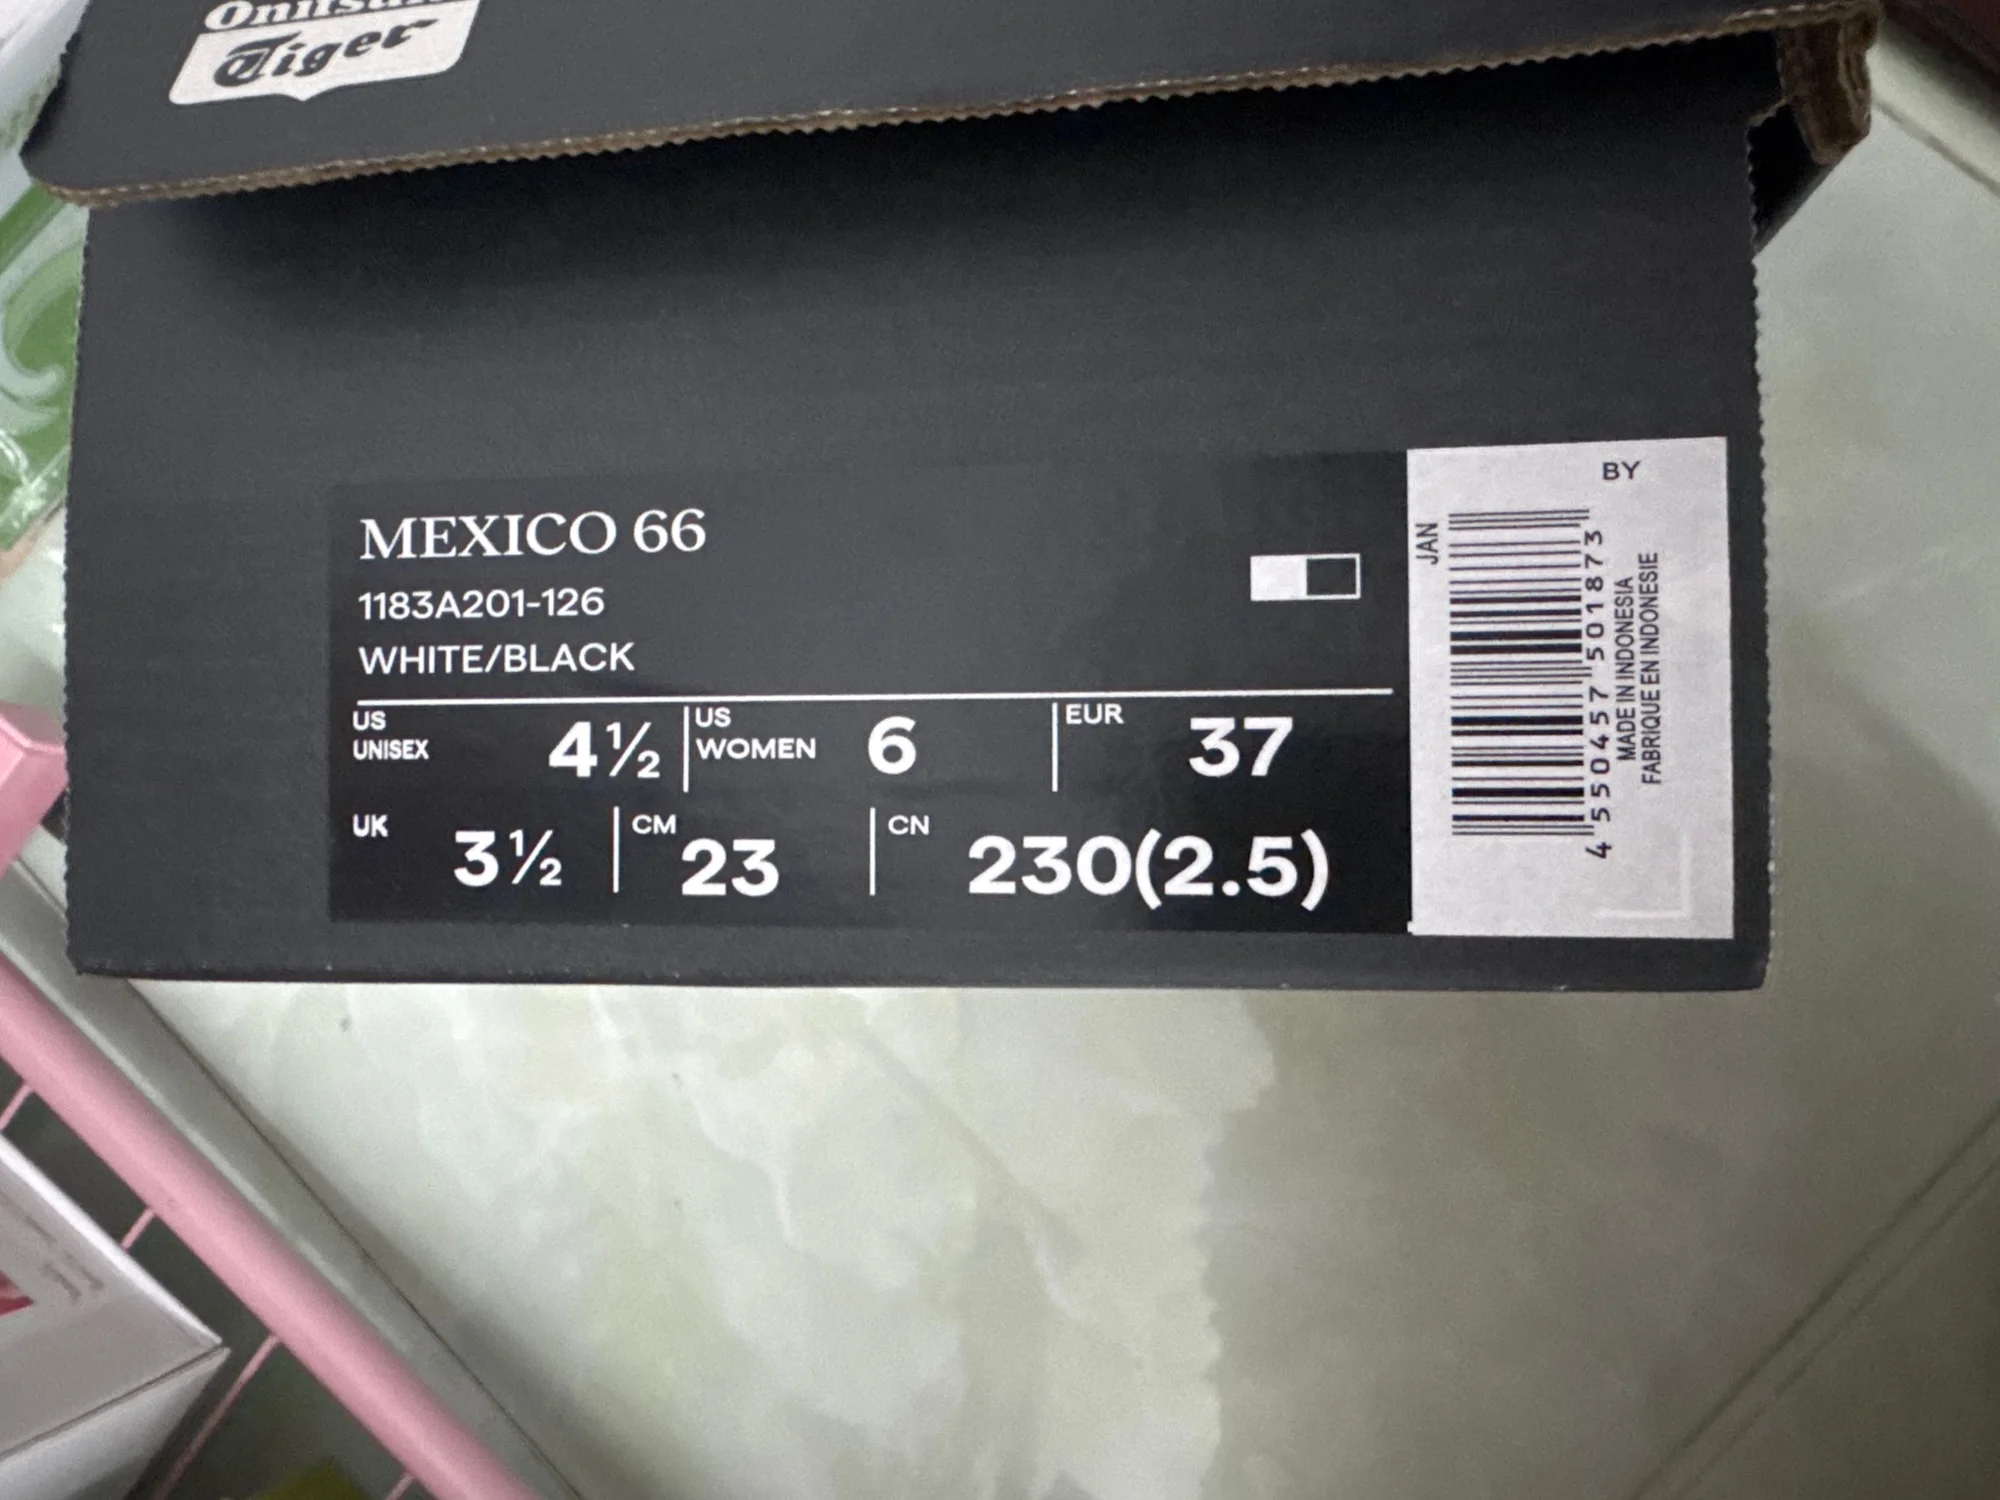 Tiger
MEXICO 66
1183A201-126
WHITE/BLACK
US UNISEX 4½
US WOMEN 6
EUR 37
UK 3½
CM 23
CN 230(2.5)
BY
JAN
4 550457 501873
MADE IN INDONESIA
FABRIQUE EN INDONESIE